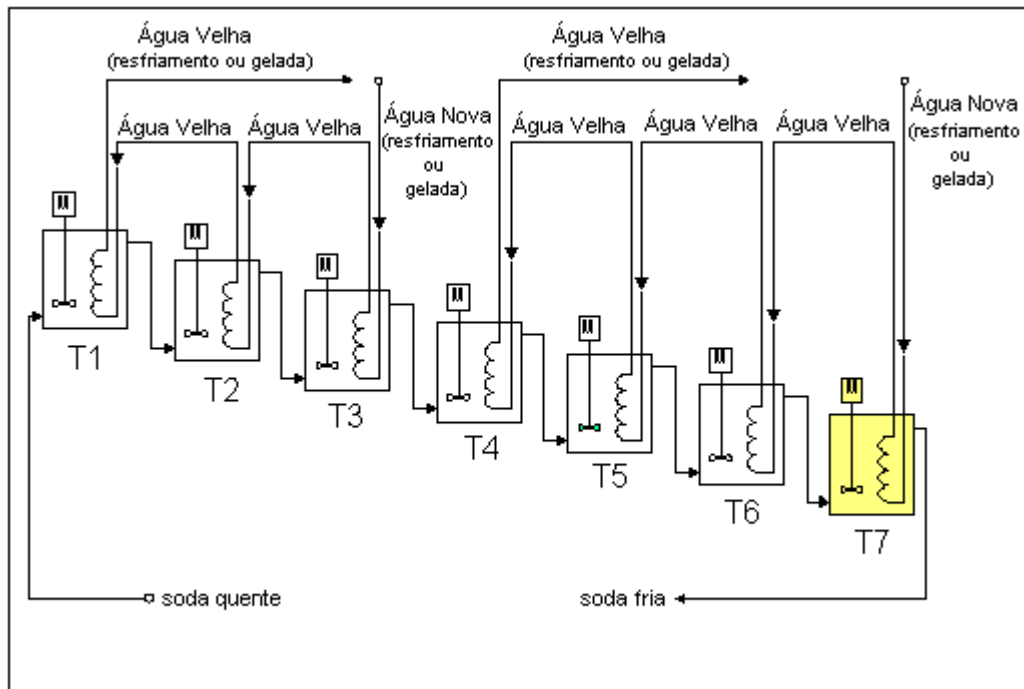 Água Velha
(resfriamento ou gelada)
Água Velha
(resfriamento ou gelada)
Água Velha
Água Velha
Água Nova
(resfriamento
ou
gelada)
Água Velha
Água Velha
Água Velha
Água Nova
(resfriamento
ou
gelada)
M
M
M
M
M
M
M
T1
T2
T3
T4
T5
T6
T7
soda quente
soda fria